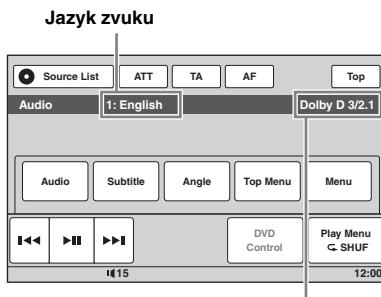 Jazyk zvuku
Source List ATT TA AF Top
Audio 1: English Dolby D 3/2.1
Audio Subtitle Angle Top Menu Menu
DVD Control Play Menu SHUF
15 12:00